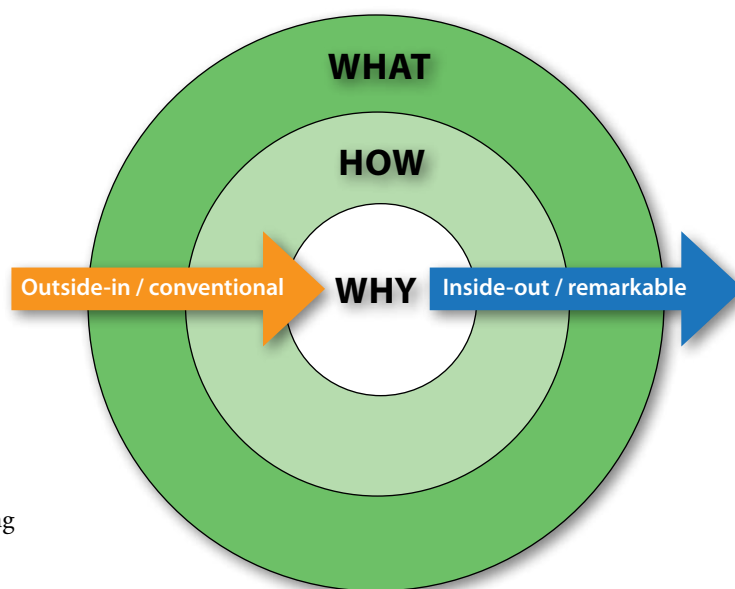 WHAT
HOW
Outside-in / conventional
WHY
Inside-out / remarkable